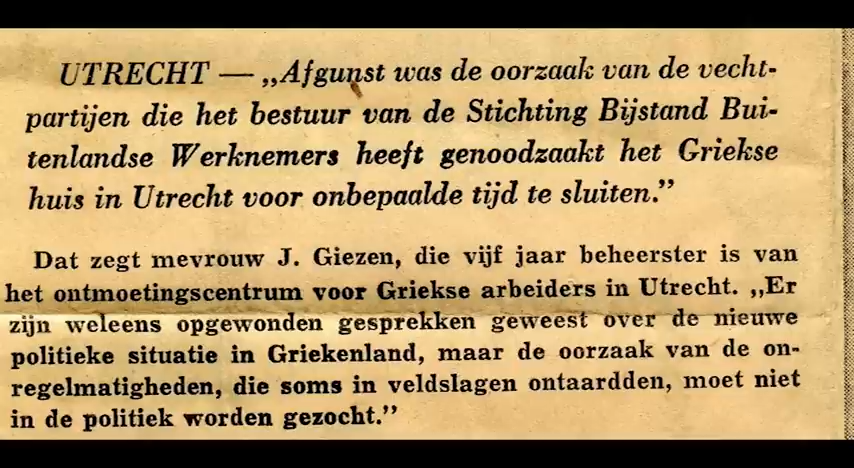 UTRECHT — „Afgunst was de oorzaak van de vecht-
partijen die het bestuur van de Stichting Bijstand Bui-
tenlandse Werknemers heeft genoodzaakt het Griekse
huis in Utrecht voor onbepaalde tijd te sluiten.”
Dat zegt mevrouw J. Giezen, die vijf jaar beheerster is van
het ontmoetingscentrum voor Griekse arbeiders in Utrecht. „Er
zijn weleens opgewonden gesprekken geweest over de nieuwe
politieke situatie in Griekenland, maar de oorzaak van de on-
regelmatigheden, die soms in veldslagen ontaardden, moet niet
in de politiek worden gezocht.”